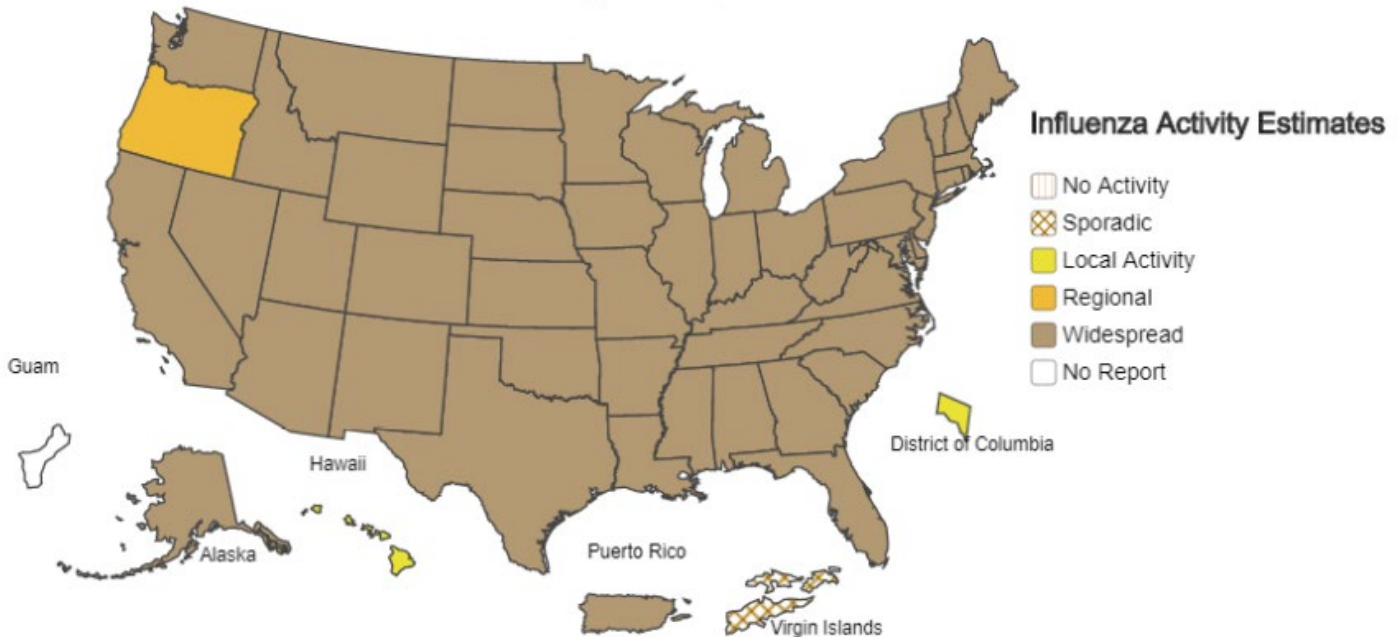 Influenza Activity Estimates
No Activity
Sporadic
Local Activity
Regional
Widespread
No Report
Guam
District of Columbia
Hawaii
Alaska
Puerto Rico
Virgin Islands